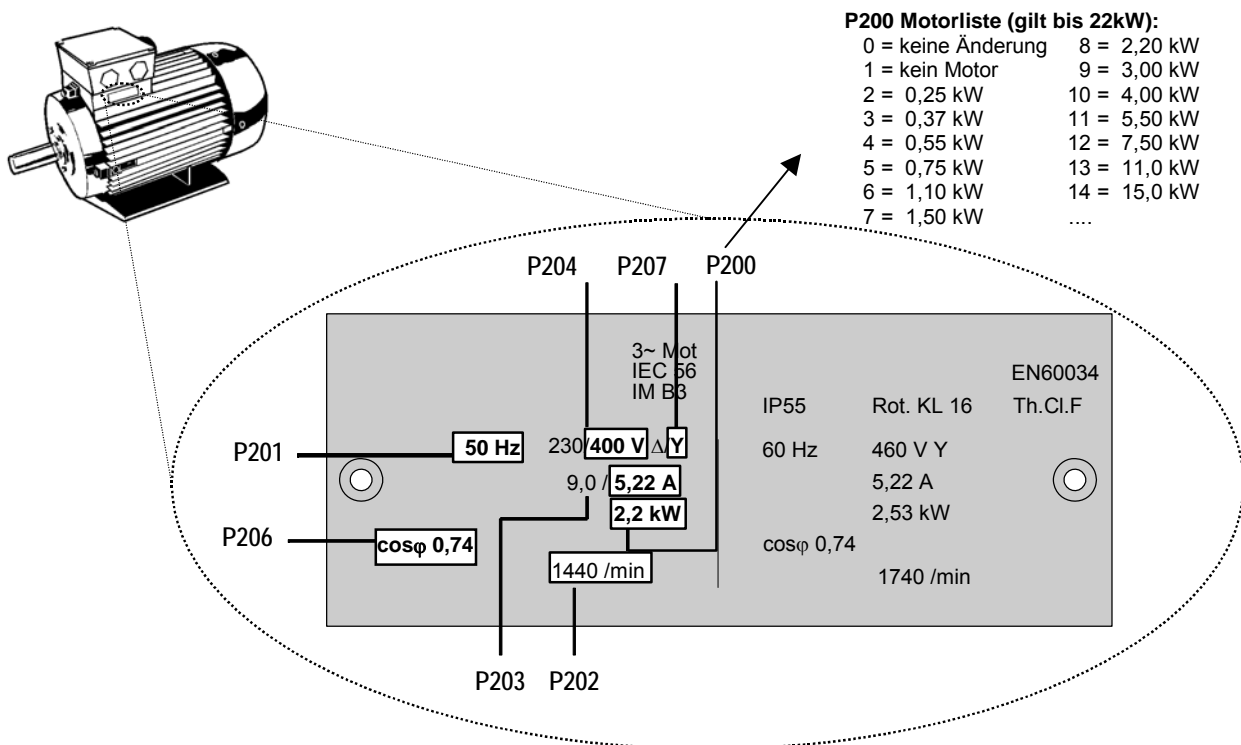 P200 Motorliste (gilt bis 22kW):
0 = keine Änderung 8 = 2,20 kW
1 = kein Motor 9 = 3,00 kW
2 = 0,25 kW 10 = 4,00 kW
3 = 0,37 kW 11 = 5,50 kW
4 = 0,55 kW 12 = 7,50 kW
5 = 0,75 kW 13 = 11,0 kW
6 = 1,10 kW 14 = 15,0 kW
7 = 1,50 kW ....
P204 P207 P200
3~ Mot
IEC 56
IM B3
EN60034
IP55 Rot. KL 16 Th.Cl.F
P201 50 Hz 230/400 V Δ/Y 60 Hz 460 V Y
9,0 / 5,22 A 5,22 A
2,2 kW 2,53 kW
P206 cosφ 0,74 cosφ 0,74
1440 /min 1740 /min
P203 P202